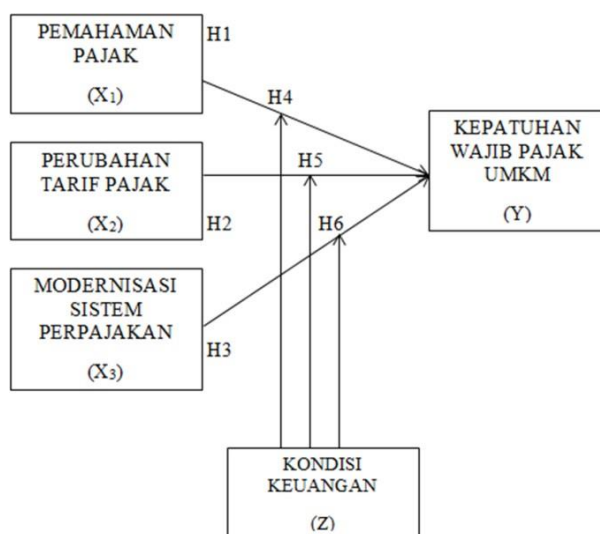 PEMAHAMAN
PAJAK
(X₁)
H1
H4
PERUBAHAN
TARIF PAJAK
(X₂)
H5
H2
KEPATUHAN
WAJIB PAJAK
UMKM
(Y)
MODERNISASI
SISTEM
PERPAJAKAN
(X₃)
H6
H3
KONDISI
KEUANGAN
(Z)